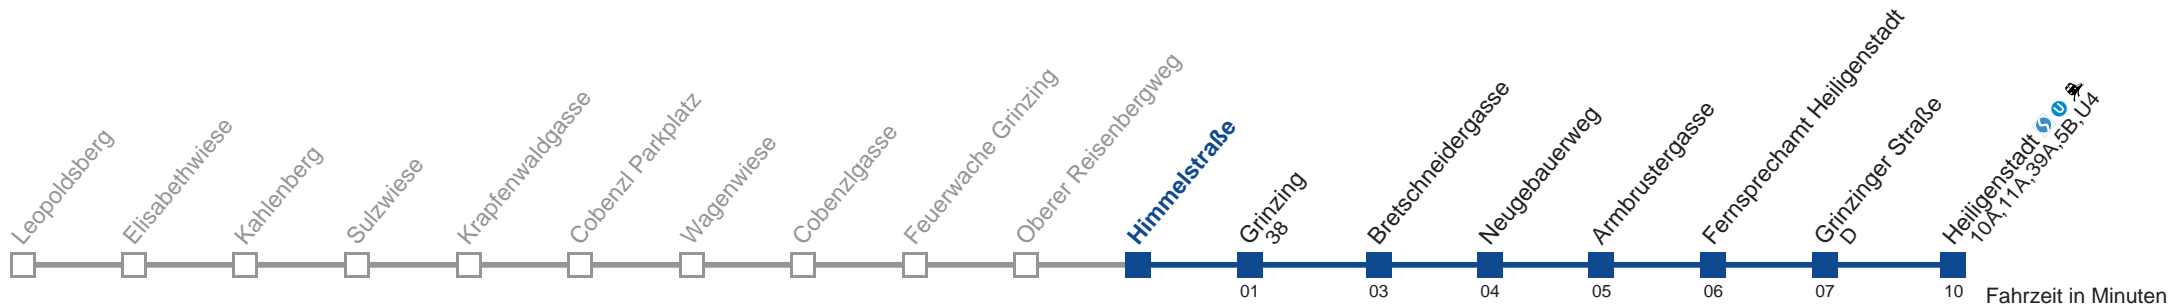 Leopoldsberg
Elisabethwiese
Kahlenberg
Sulzwiese
Krapfenwaldgasse
Cobenzl Parkplatz
Wagenwiese
Cobenzlgasse
Feuerwache Grinzing
Oberer Reisenbergweg
Himmelstraße
Grinzing
38
Bretschneidergasse
Neugebauerweg
Armbrustergasse
Fernsprechamt Heiligenstadt
Grinzinger Straße
D
Heiligenstadt S U
10A,11A,39A,5B,U4
01 03 04 05 06 07 10 Fahrzeit in Minuten